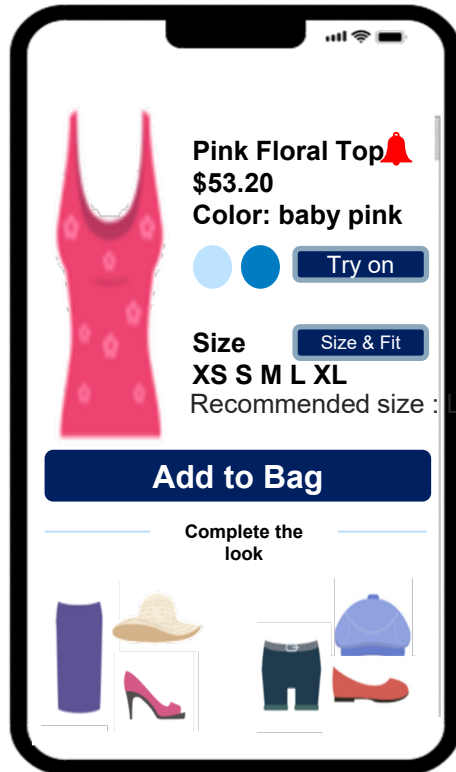 Pink Floral Top
$53.20
Color: baby pink
Try on
Size
Size & Fit
XS S M L XL
Recommended size : L
Add to Bag
Complete the
look